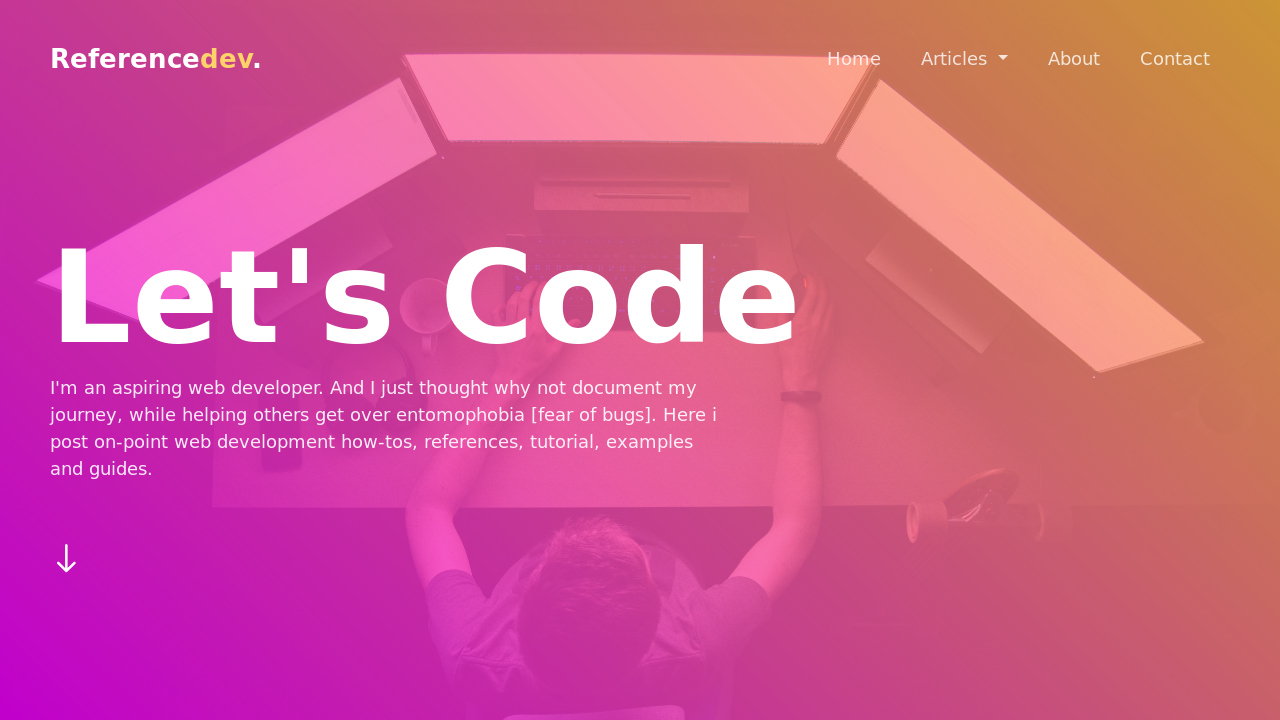 Referencedev.
Home Articles About Contact
Let's Code
I'm an aspiring web developer. And I just thought why not document my
journey, while helping others get over entomophobia [fear of bugs]. Here i
post on-point web development how-tos, references, tutorial, examples
and guides.